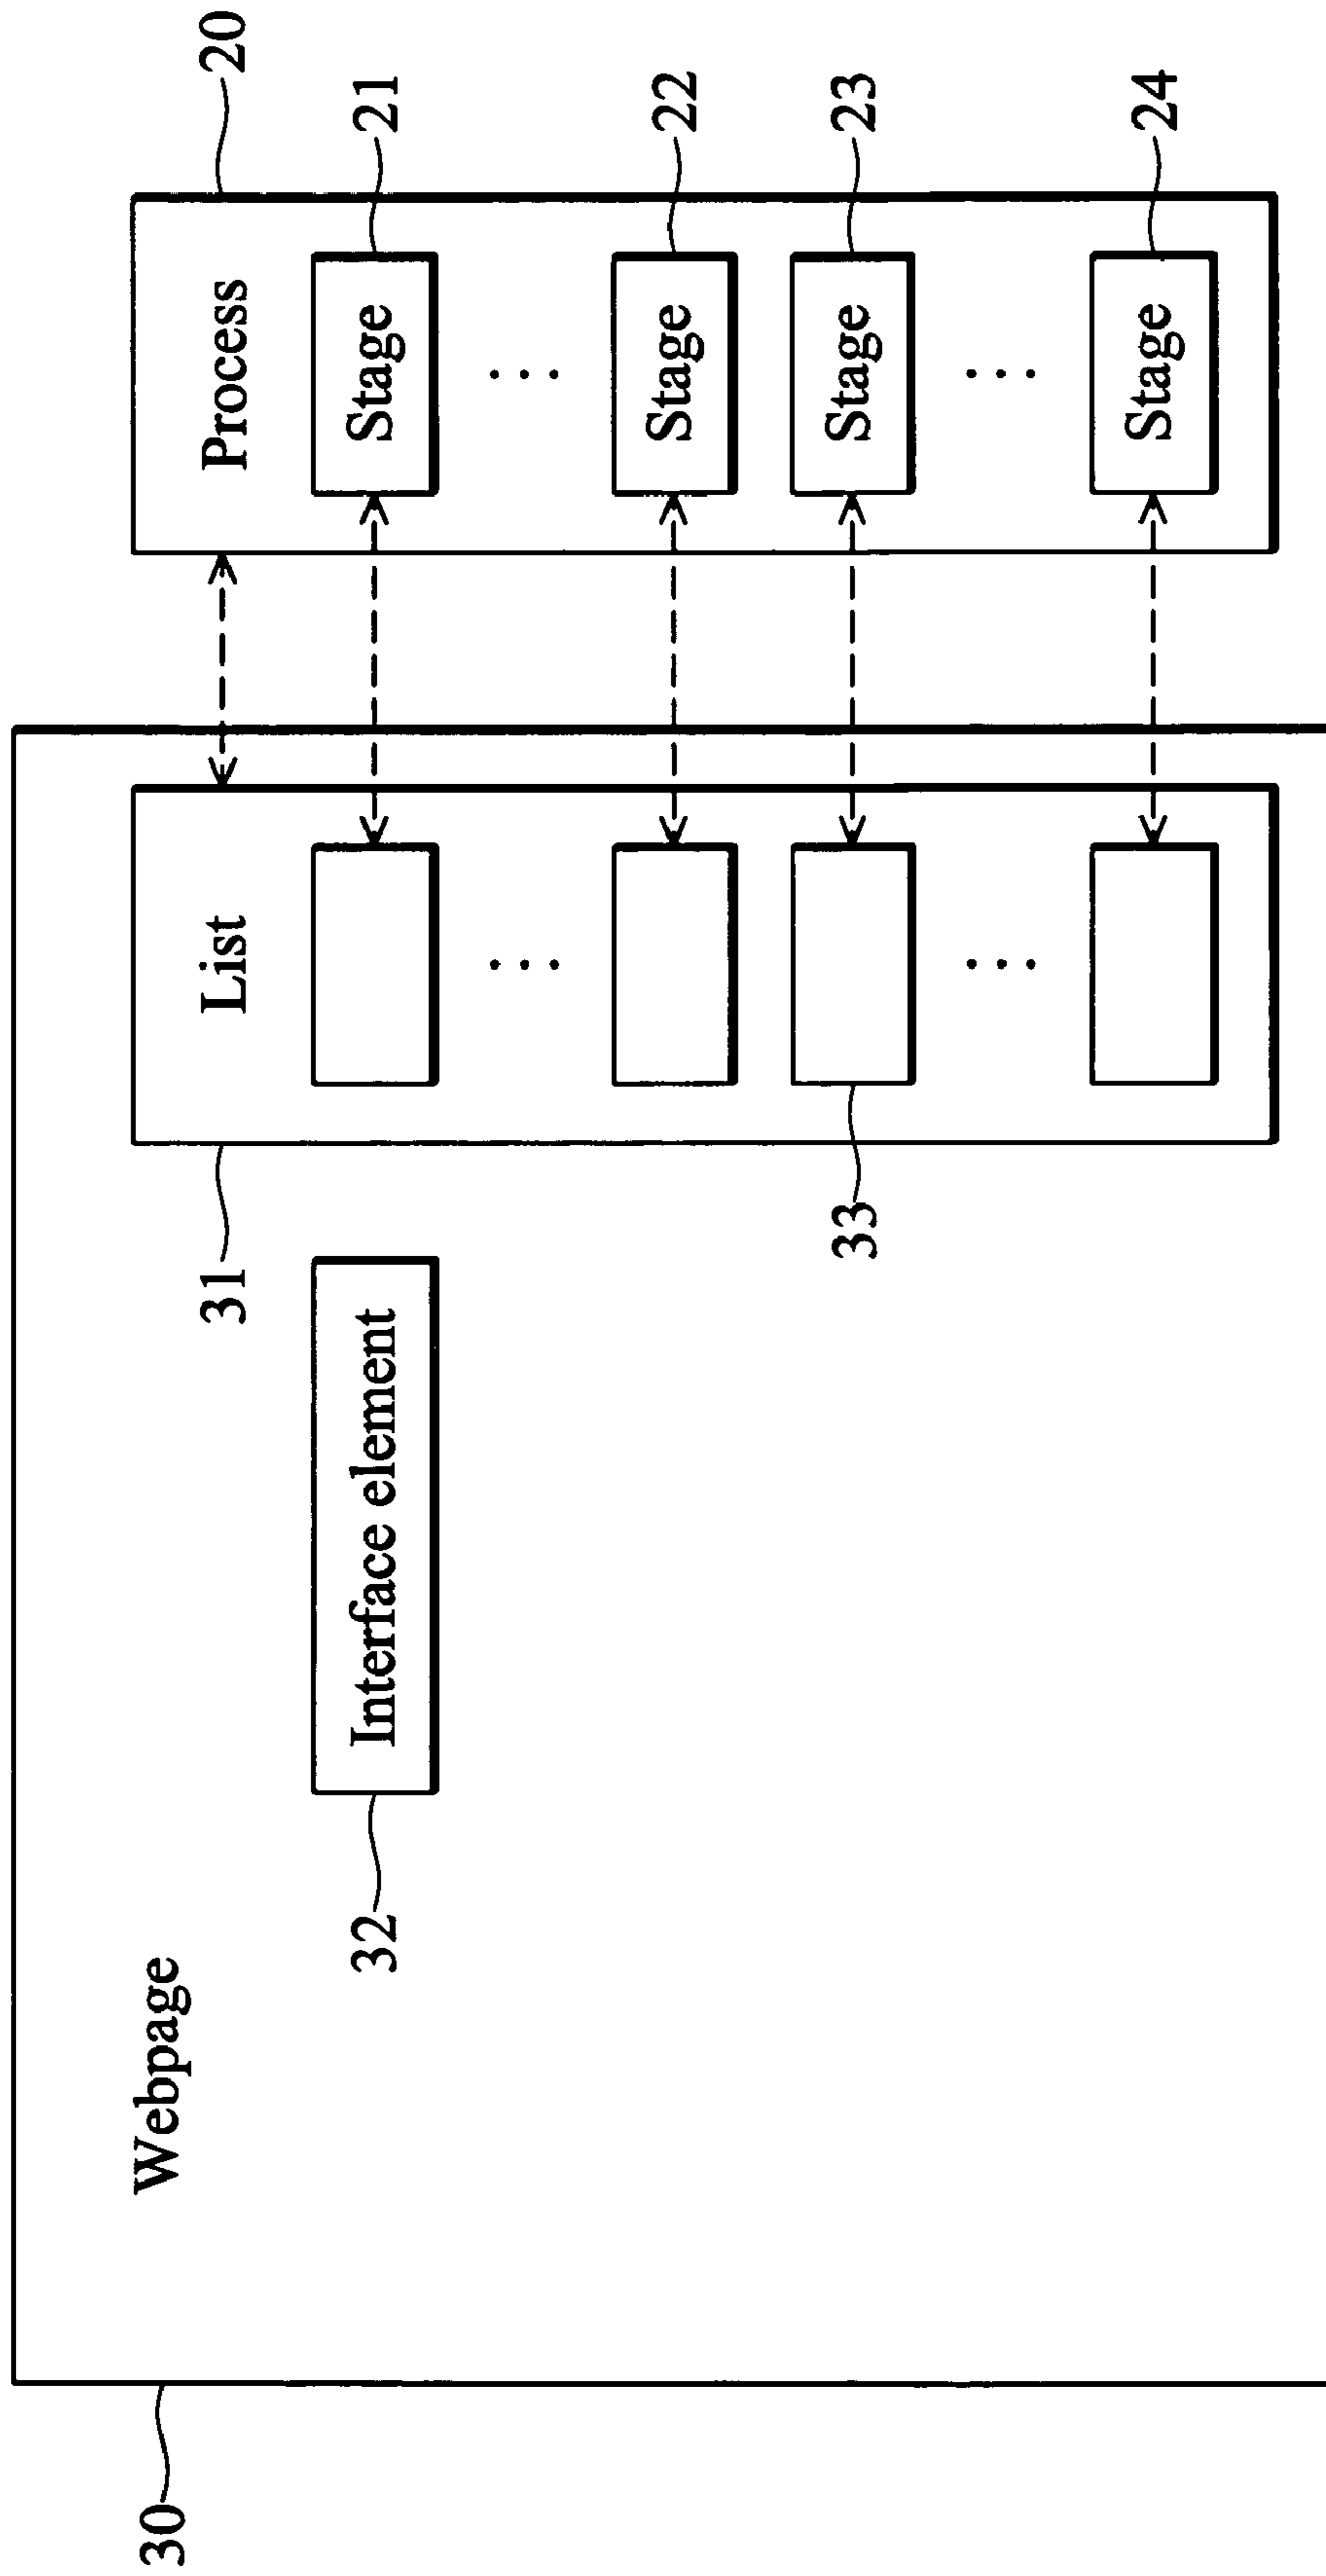 30
Webpage
31
List
Process
20
32
Interface element
Stage
21
Stage
22
33
Stage
23
Stage
24